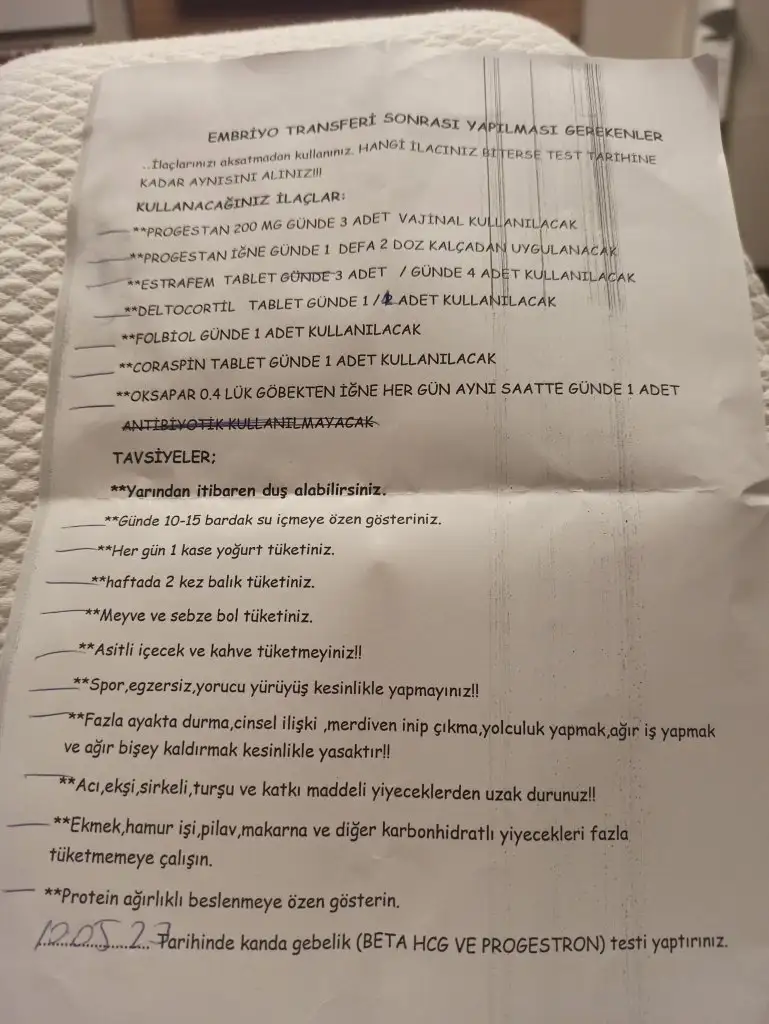 EMBRİYO TRANSFERİ SONRASI YAPILMASI GEREKENLER
..İlaçlarınızı aksatmadan kullanınız. HANGİ İLACINIZ BİTERSE TEST TARİHİNE
KADAR AYNISINI ALINIZ!!!
KULLANACAĞINIZ İLAÇLAR:
**PROGESTAN 200 MG GÜNDE 3 ADET VAJİNAL KULLANILACAK
**PROGESTAN İĞNE GÜNDE 1 DEFA 2 DOZ KALÇADAN UYGULANACAK
**ESTRAFEM TABLET GÜNDE 3 ADET / GÜNDE 4 ADET KULLANILACAK
**DELTOCORTİL TABLET GÜNDE 1 / ADET KULLANILACAK
**FOLBİOL GÜNDE 1 ADET KULLANILACAK
**CORASPİN TABLET GÜNDE 1 ADET KULLANILACAK
**OKSAPAR 0.4 LÜK GÖBEKTEN İĞNE HER GÜN AYNI SAATTE GÜNDE 1 ADET
ANTİBİYOTİK KULLANILMAYACAK
TAVSİYELER;
**Yarından itibaren duş alabilirsiniz.
**Günde 10-15 bardak su içmeye özen gösteriniz.
**Her gün 1 kase yoğurt tüketiniz.
**haftada 2 kez balık tüketiniz.
**Meyve ve sebze bol tüketiniz.
**Asitli içecek ve kahve tüketmeyiniz!!
**Spor,egzersiz,yorucu yürüyüş kesinlikle yapmayınız!!
**Fazla ayakta durma,cinsel ilişki ,merdiven inip çıkma,yolculuk yapmak,ağır iş yapmak
ve ağır bişey kaldırmak kesinlikle yasaktır!!
**Acı,ekşi,sirkeli,turşu ve katkı maddeli yiyeceklerden uzak durunuz!!
**Ekmek,hamur işi,pilav,makarna ve diğer karbonhidratlı yiyecekleri fazla
tüketmemeye çalışın.
**Protein ağırlıklı beslenmeye özen gösterin.
Tarihinde kanda gebelik (BETA HCG VE PROGESTRON) testi yaptırınız.